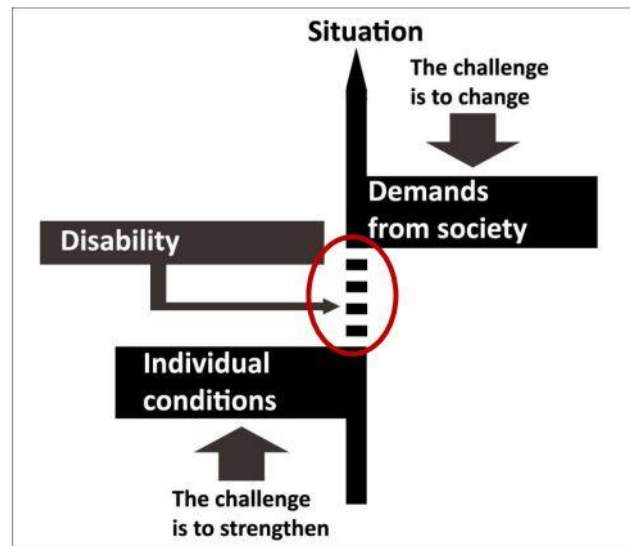 Situation
The challenge
is to change
Demands
from society
Disability
Individual
conditions
The challenge
is to strengthen